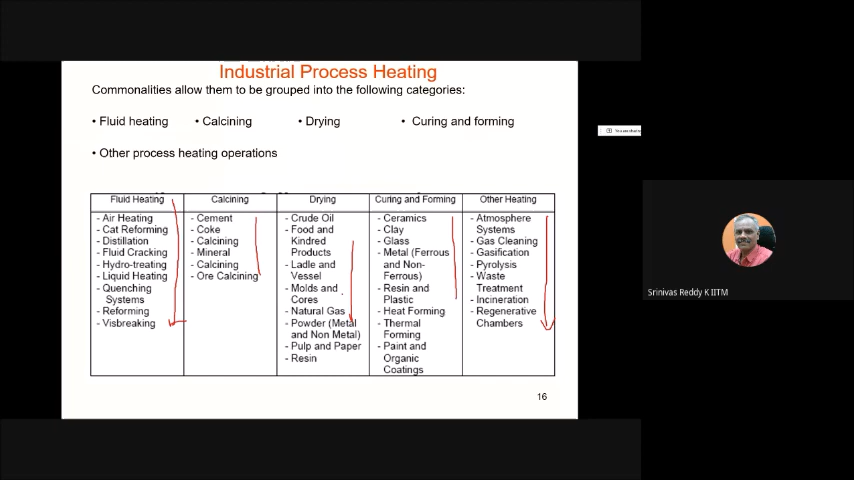 Industrial Process Heating
Commonalities allow them to be grouped into the following categories:
• Fluid heating • Calcining • Drying • Curing and forming
• Other process heating operations
Fluid Heating
- Air Heating
- Cat Reforming
- Distillation
- Fluid Cracking
- Hydro-treating
- Liquid Heating
- Quenching
Systems
- Reforming
- Visbreaking
Calcining
- Cement
- Coke
- Calcining
- Mineral
- Calcining
- Ore Calcining
Drying
- Crude Oil
- Food and
Kindred
Products
- Ladle and
Vessel
- Molds and
Cores
- Natural Gas
- Powder (Metal
and Non Metal)
- Pulp and Paper
- Resin
Curing and Forming
- Ceramics
- Clay
- Glass
- Metal (Ferrous
and Non-
Ferrous)
- Resin and
Plastic
- Heat Forming
- Thermal
Forming
- Paint and
Organic
Coatings
Other Heating
- Atmosphere
Systems
- Gas Cleaning
- Gasification
- Pyrolysis
- Waste
Treatment
- Incineration
- Regenerative
Chambers
16
Srinivas Reddy K IITM